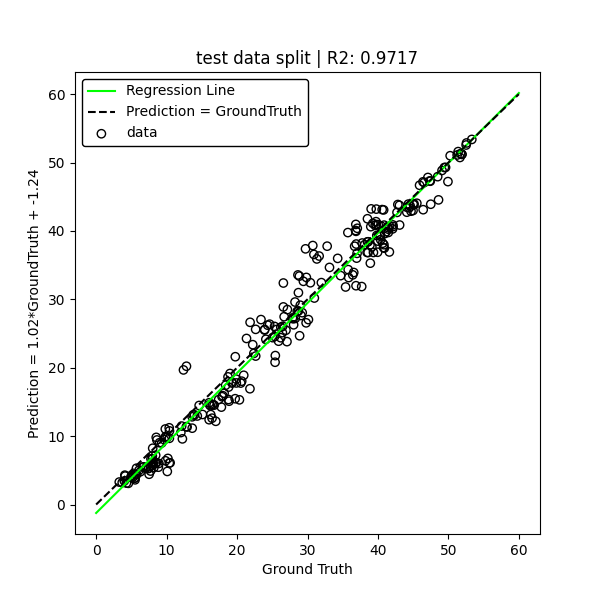 test data split | R2: 0.9717
Regression Line
Prediction = GroundTruth
data
Prediction = 1.02*GroundTruth + -1.24
60
50
40
30
20
10
0
0 10 20 30 40 50 60
Ground Truth